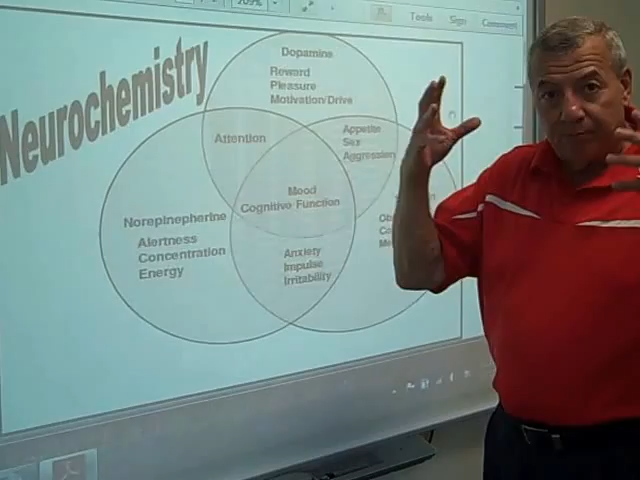 Tools Sign Comment
Neurochemistry
Dopamine
Reward
Pleasure
Motivation/Drive
Attention
Appetite
Sex
Aggression
Mood
Cognitive Function
Norepinepherine
Alertness
Concentration
Energy
Anxiety
Impulse
Irritability